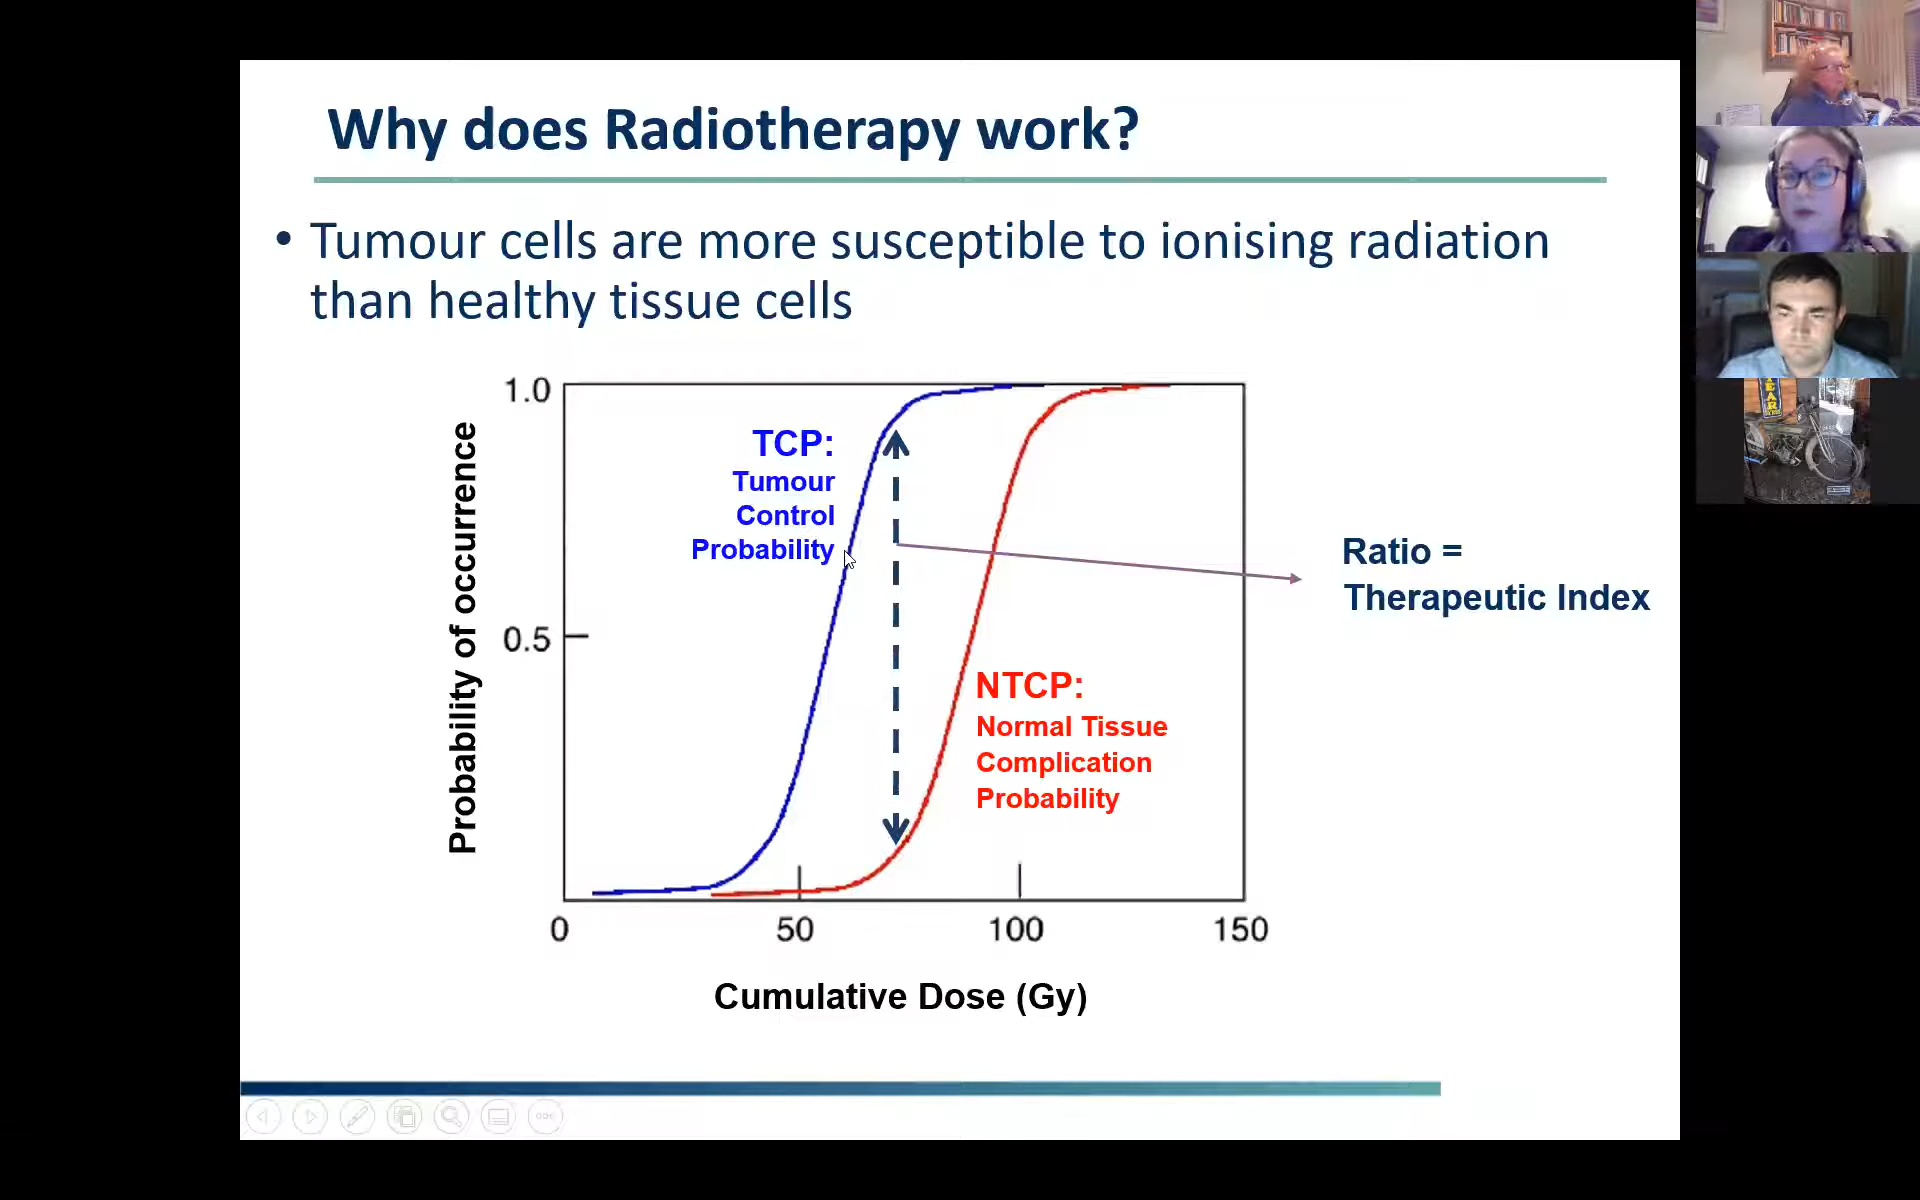 Why does Radiotherapy work?
• Tumour cells are more susceptible to ionising radiation
than healthy tissue cells
1.0
0.5
Probability of occurrence
TCP:
Tumour
Control
Probability
NTCP:
Normal Tissue
Complication
Probability
Ratio =
Therapeutic Index
0 50 100 150
Cumulative Dose (Gy)